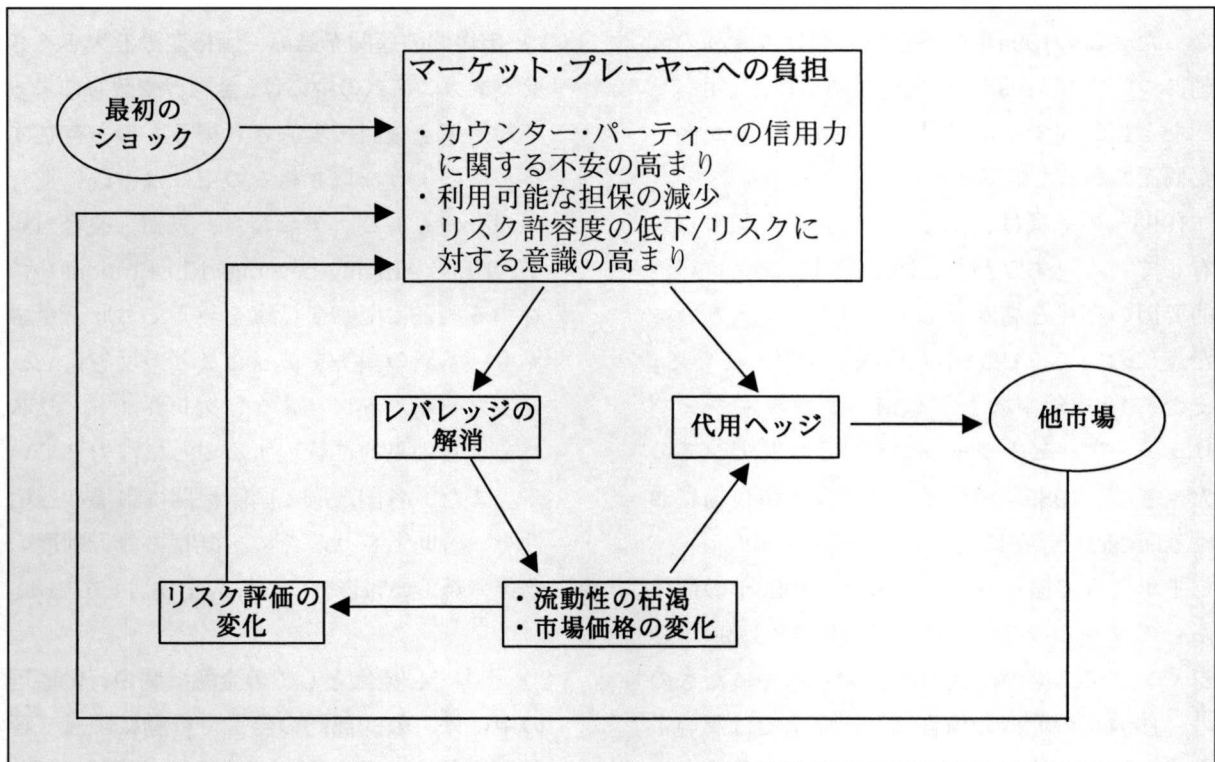 最初の
ショック
マーケット・プレーヤーへの負担
・カウンター・パーティーの信用力
に関する不安の高まり
・利用可能な担保の減少
・リスク許容度の低下/リスクに
対する意識の高まり
レバレッジの
解消
代用ヘッジ
他市場
リスク評価の
変化
・流動性の枯渇
・市場価格の変化